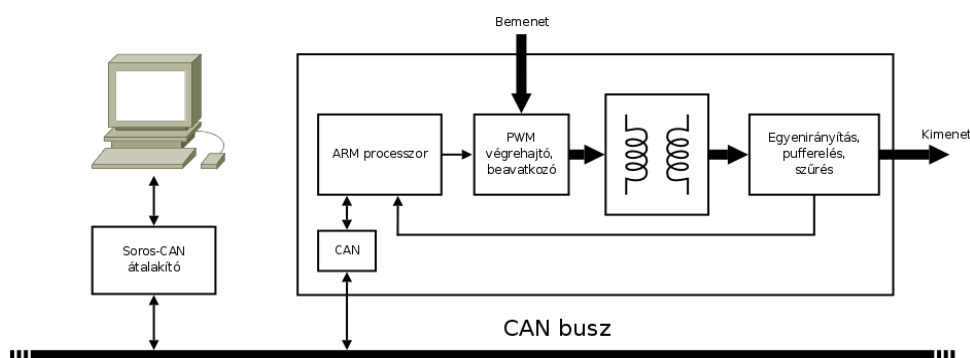 Bemenet
ARM processzor
PWM
végrehajtó,
beavatkozó
Egyenirányítás,
pufferelés,
szűrés
Kimenet
Soros-CAN
átalakító
CAN
CAN busz